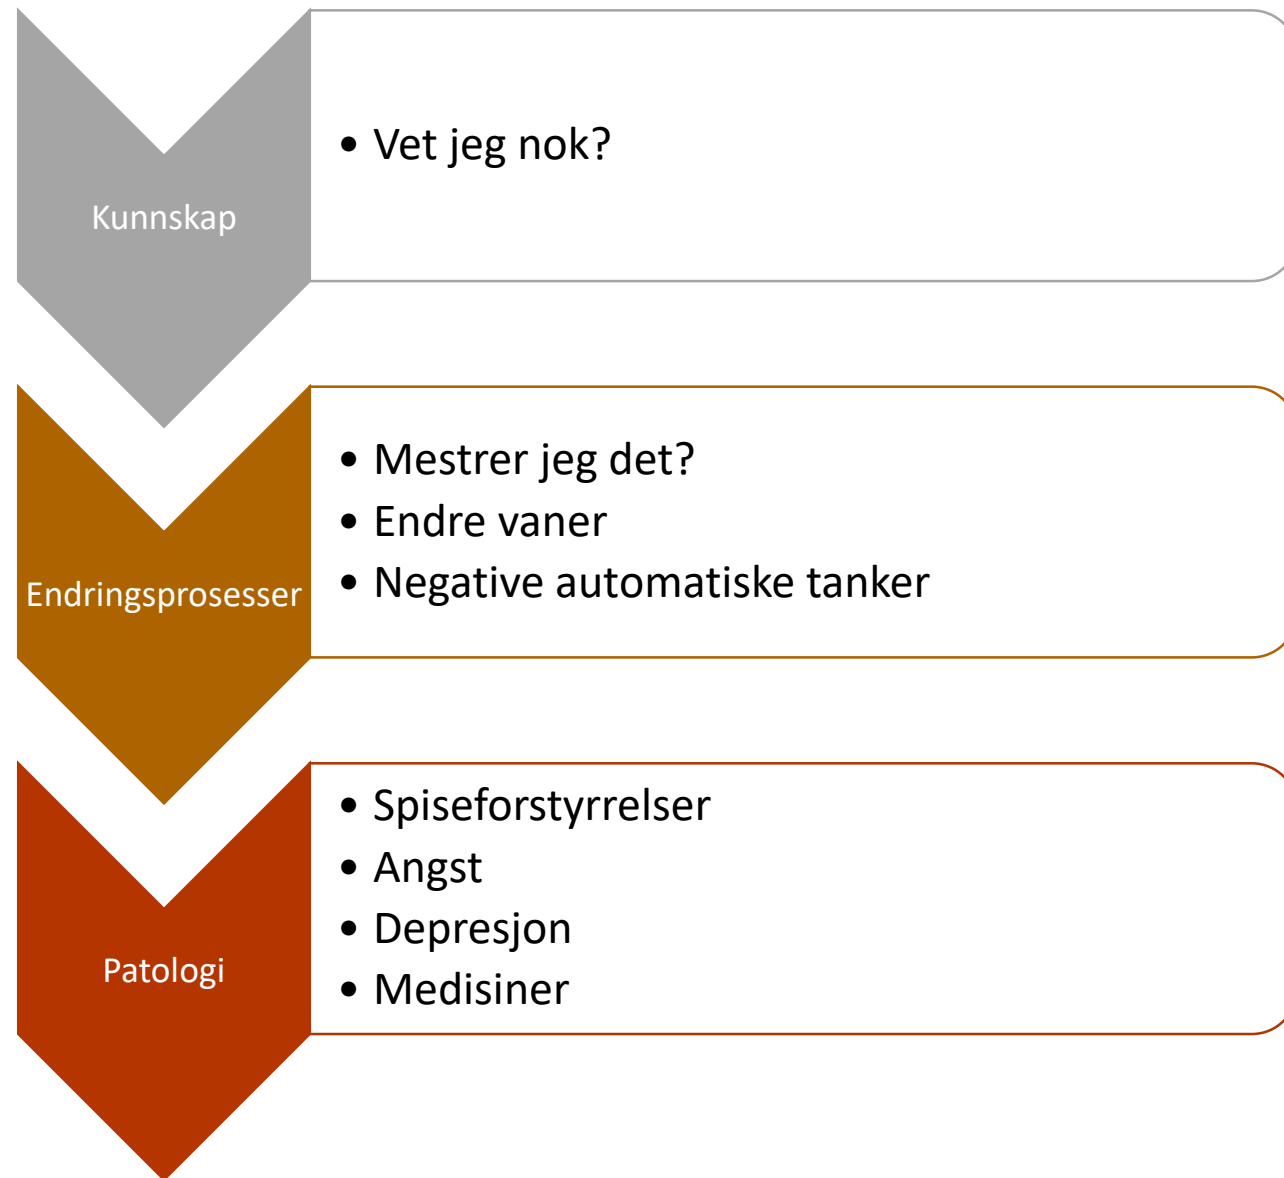 Kunnskap
• Vet jeg nok?
Endringsprosesser
• Mestrer jeg det?
• Endre vaner
• Negative automatiske tanker
Patologi
• Spiseforstyrrelser
• Angst
• Depresjon
• Medisiner